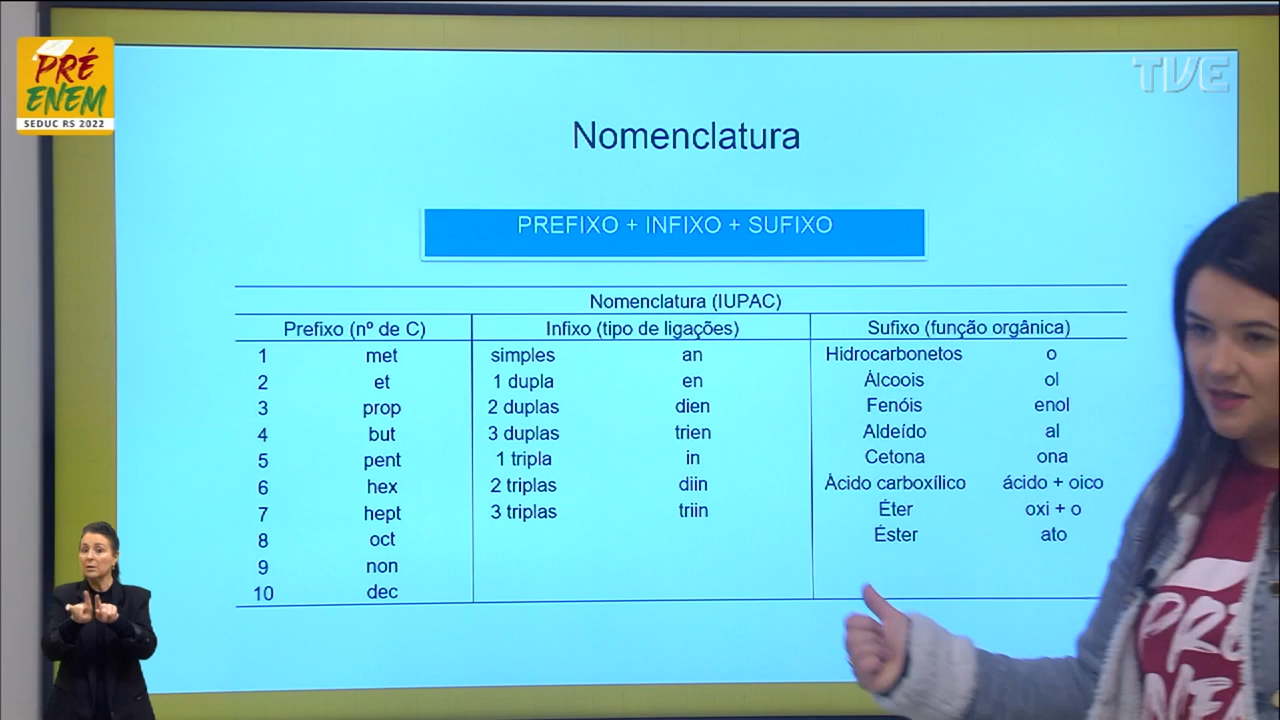 PRÉ
ENEM
SEDUC RS 2022
TVE
Nomenclatura
PREFIXO + INFIXO + SUFIXO
Nomenclatura (IUPAC)
Prefixo (nº de C) Infixo (tipo de ligações) Sufixo (função orgânica)
1 met simples an Hidrocarbonetos o
2 et 1 dupla en Álcoois ol
3 prop 2 duplas dien Fenóis enol
4 but 3 duplas trien Aldeído al
5 pent 1 tripla in Cetona ona
6 hex 2 triplas diin Ácido carboxílico ácido + oico
7 hept 3 triplas triin Éter oxi + o
8 oct Éster ato
9 non
10 dec
PRÉ